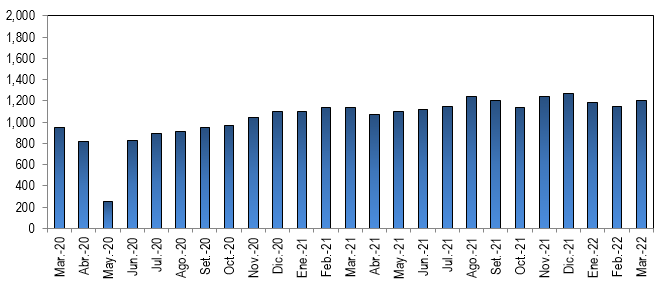 2,000
1,800
1,600
1,400
1,200
1,000
800
600
400
200
0
Mar.-20
Abr.-20
May.-20
Jun.-20
Jul.-20
Ago.-20
Set.-20
Oct.-20
Nov.-20
Dic.-20
Ene.-21
Feb.-21
Mar.-21
Abr.-21
May.-21
Jun.-21
Jul.-21
Ago.-21
Set.-21
Oct.-21
Nov.-21
Dic.-21
Ene.-22
Feb.-22
Mar.-22